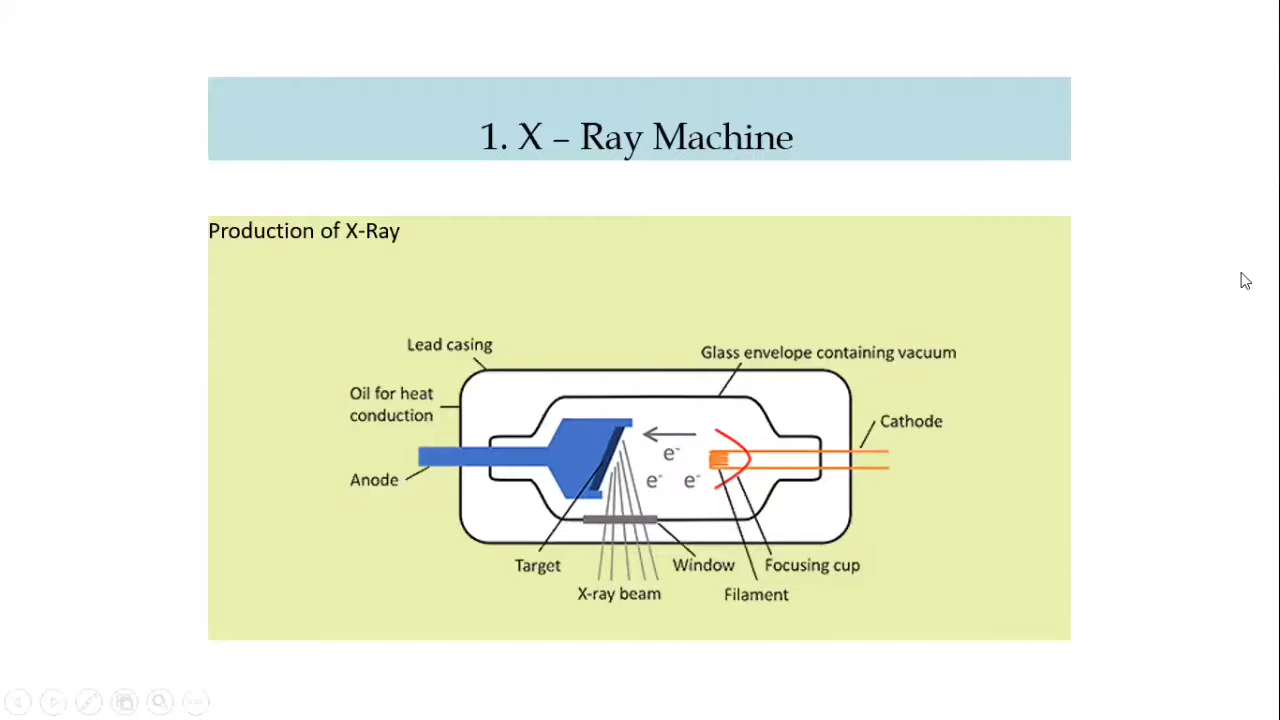 1. X – Ray Machine
Production of X-Ray
Lead casing
Glass envelope containing vacuum
Oil for heat
conduction
Cathode
e-
e- e-
Anode
Target
Window
Focusing cup
X-ray beam
Filament